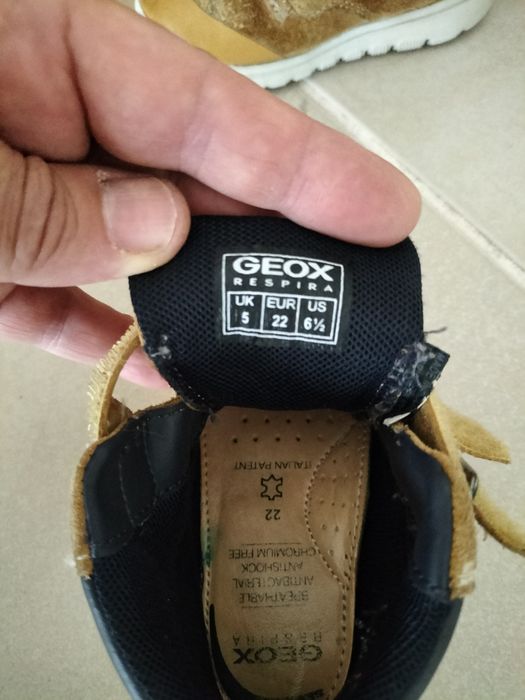 GEOX
RESPIRA
UK EUR US
5 22 6½
ITALIAN PATENT
22
CHROMIUM FREE
ANTISHOCK
ANTIBACTERIAL
BREATHABLE
RESPIRA
GEOX